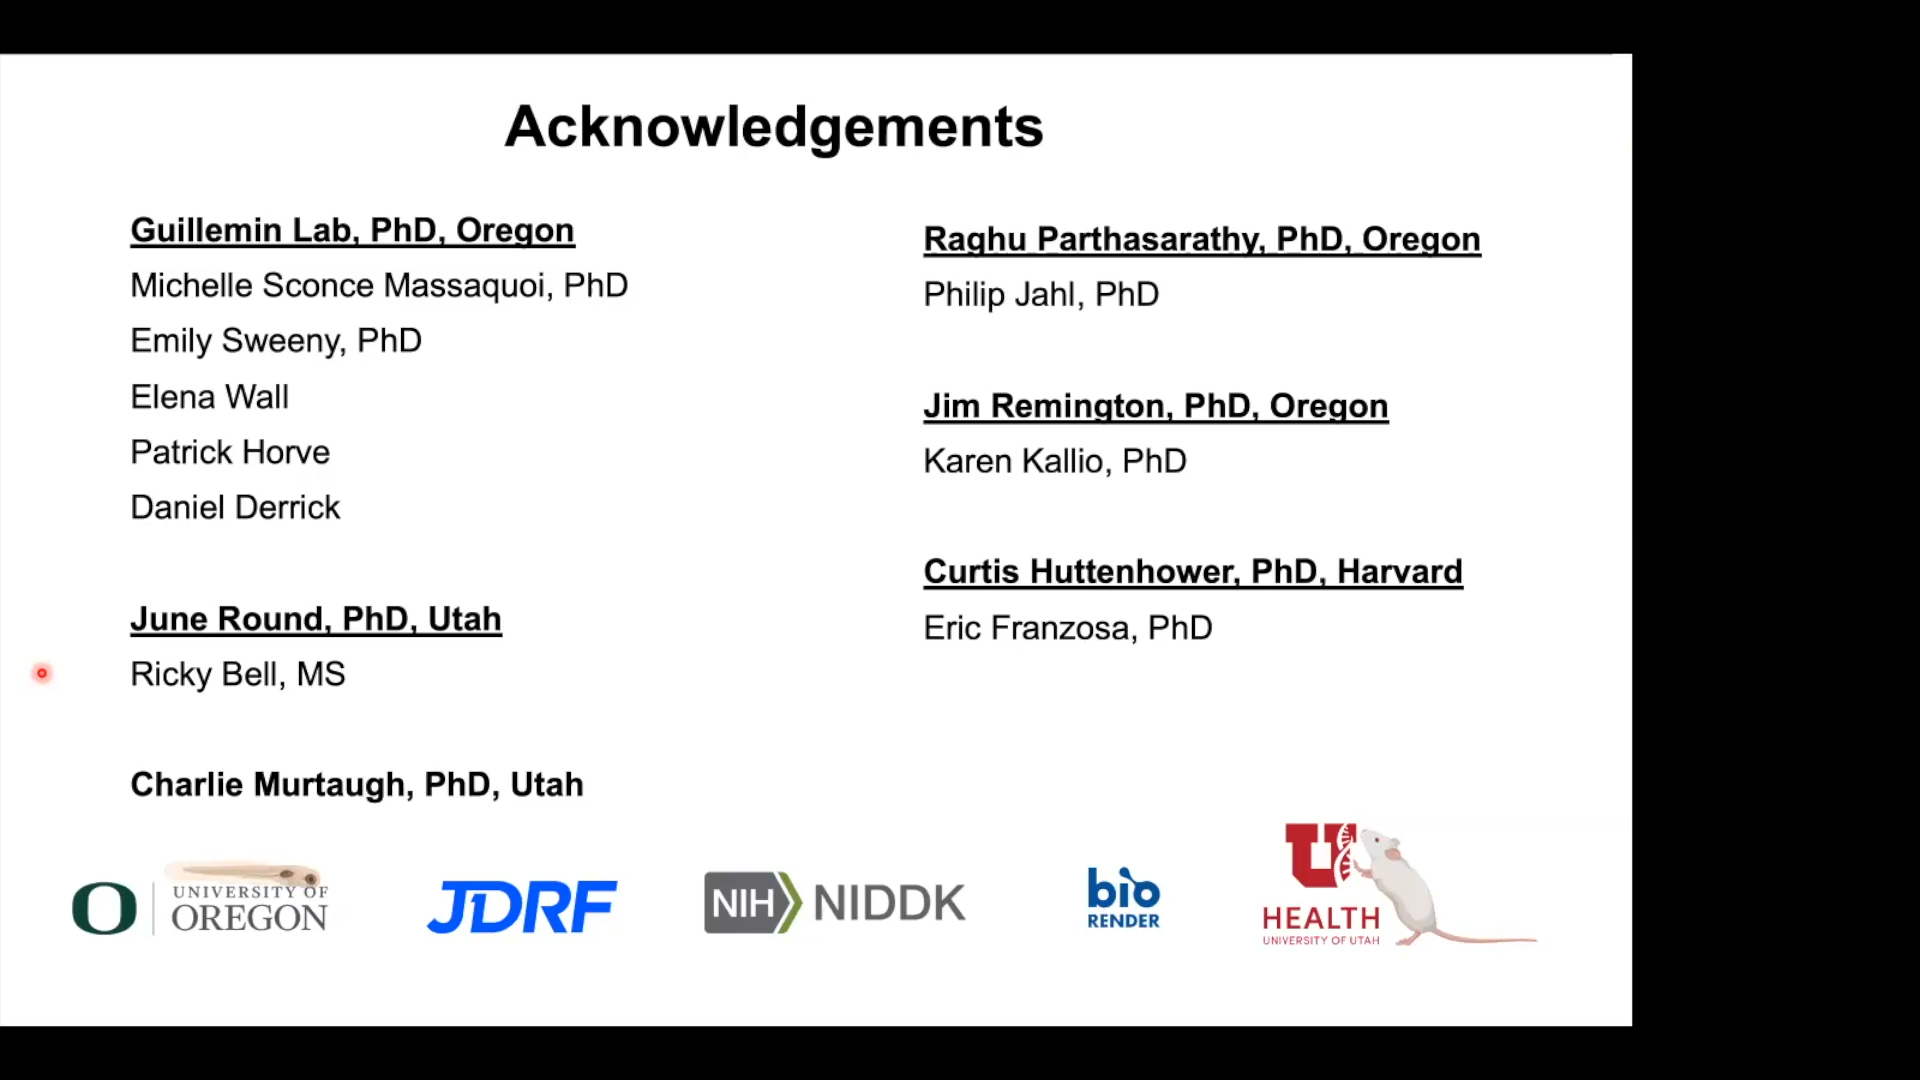 Acknowledgements
Guillemin Lab, PhD, Oregon
Michelle Sconce Massaquoi, PhD
Emily Sweeny, PhD
Elena Wall
Patrick Horve
Daniel Derrick
June Round, PhD, Utah
Ricky Bell, MS
Charlie Murtaugh, PhD, Utah
Raghu Parthasarathy, PhD, Oregon
Philip Jahl, PhD
Jim Remington, PhD, Oregon
Karen Kallio, PhD
Curtis Huttenhower, PhD, Harvard
Eric Franzosa, PhD
O
UNIVERSITY OF
OREGON
JDRF
NIH NIDDK
bio
RENDER
U
HEALTH
UNIVERSITY OF UTAH